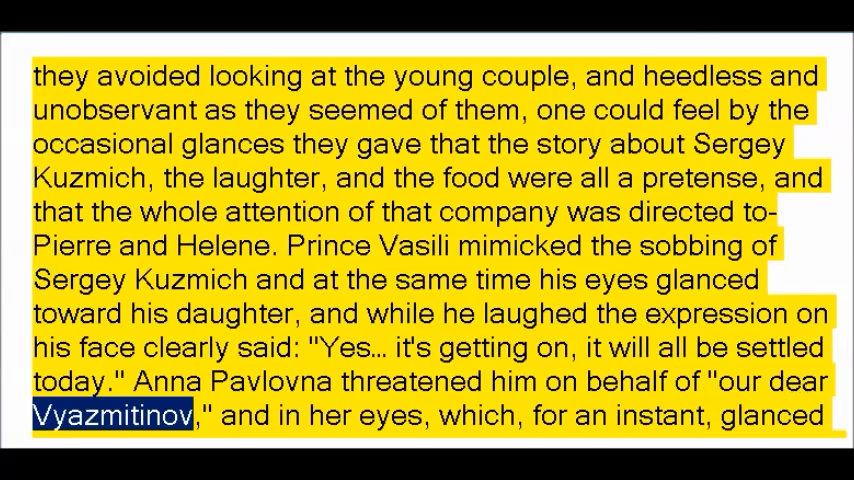 they avoided looking at the young couple, and heedless and
unobservant as they seemed of them, one could feel by the
occasional glances they gave that the story about Sergey
Kuzmich, the laughter, and the food were all a pretense, and
that the whole attention of that company was directed to-
Pierre and Helene. Prince Vasili mimicked the sobbing of
Sergey Kuzmich and at the same time his eyes glanced
toward his daughter, and while he laughed the expression on
his face clearly said: "Yes... it's getting on, it will all be settled
today." Anna Pavlovna threatened him on behalf of "our dear
Vyazmitinov," and in her eyes, which, for an instant, glanced